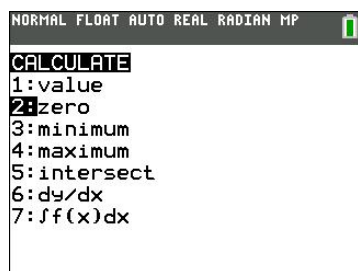 NORMAL FLOAT AUTO REAL RADIAN MP
CALCULATE
1:value
2:zero
3:minimum
4:maximum
5:intersect
6:dy/dx
7:∫f(x)dx